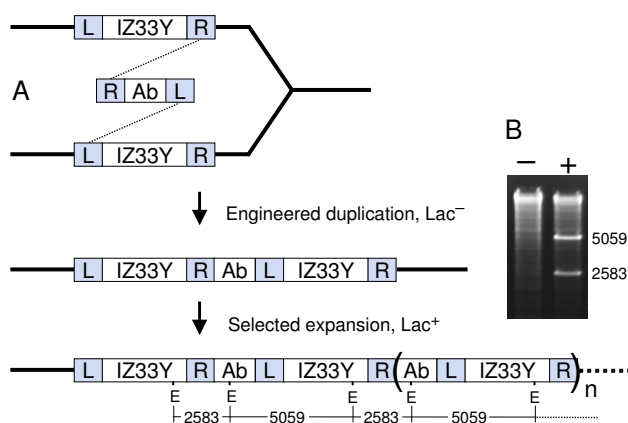 L IZ33Y R
A
R Ab L
B
L IZ33Y R
− +
Engineered duplication, Lac⁻
5059
2583
L IZ33Y R Ab L IZ33Y R
Selected expansion, Lac⁺
L IZ33Y R Ab L IZ33Y R (Ab L IZ33Y R)n
E E E E E
2583 5059 2583 5059